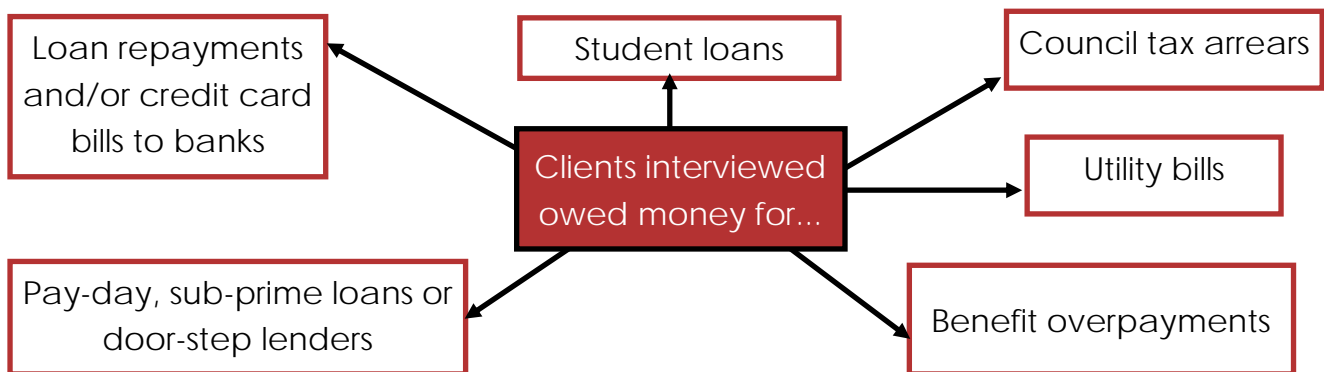 Loan repayments
and/or credit card
bills to banks
Student loans
Council tax arrears
Clients interviewed
owed money for...
Utility bills
Pay-day, sub-prime loans or
door-step lenders
Benefit overpayments